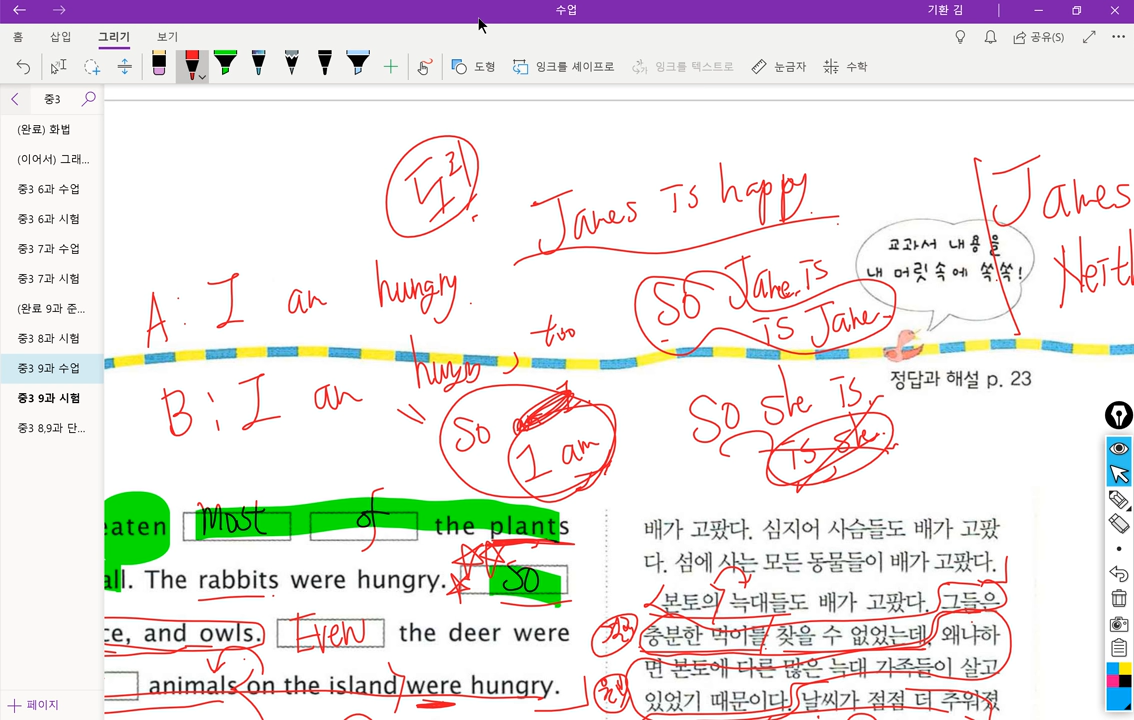 수업
기환 김
홈 삽입 그리기 보기
공유(S)
도형 잉크를 셰이프로 잉크를 텍스트로 눈금자 수학
중3
(완료) 화법
(이어서) 그래...
중3 6과 수업
중3 6과 시험
중3 7과 수업
중3 7과 시험
(완료 9과 준...
중3 8과 시험
중3 9과 수업
중3 9과 시험
중3 8,9과 단...
페이지
도치
James is happy.
James
Neith
교과서 내용을
내 머릿속에 쏙쏙!
So Jane is
is Jane.
A: I am hungry.
B: I am hungry, too
So I am
So she is.
is she.
정답과 해설 p. 23
eaten Most of the plants
all. The rabbits were hungry. So
ce, and owls. Even the deer were
animals on the island were hungry.
배가 고팠다. 심지어 사슴들도 배가 고팠
다. 섬에 사는 모든 동물들이 배가 고팠다.
본토의 늑대들도 배가 고팠다. 그들은
충분한 먹이를 찾을 수 없었는데, 왜냐하
면 본토에 다른 많은 늑대 가족들이 살고
있었기 때문이다. 날씨가 점점 더 추워졌